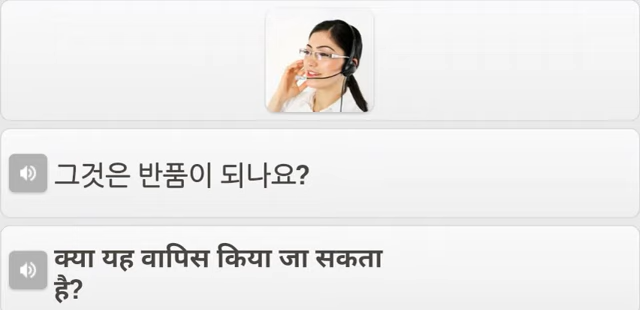 그것은 반품이 되나요?
क्या यह वापिस किया जा सकता
है?